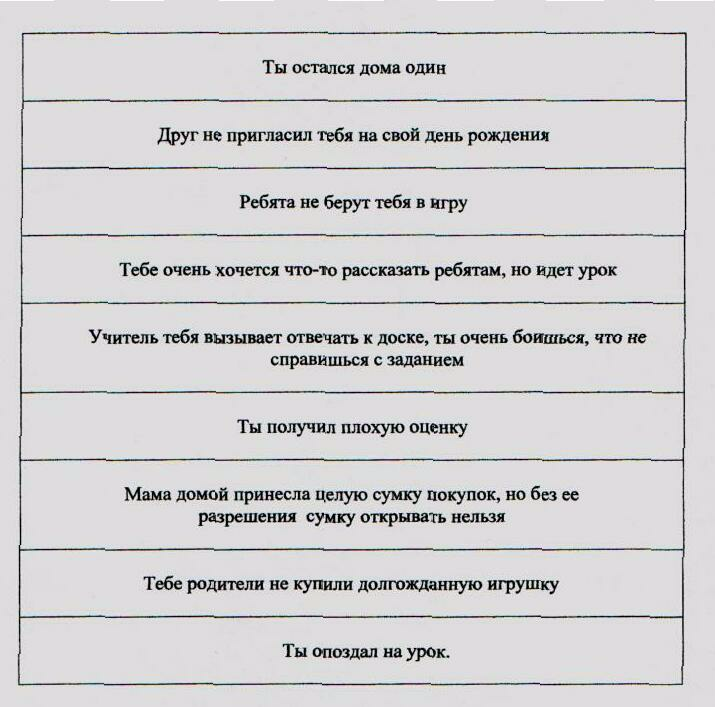 Ты остался дома один
Друг не пригласил тебя на свой день рождения
Ребята не берут тебя в игру
Тебе очень хочется что-то рассказать ребятам, но идет урок
Учитель тебя вызывает отвечать к доске, ты очень боишься, что не
справишься с заданием
Ты получил плохую оценку
Мама домой принесла целую сумку покупок, но без ее
разрешения сумку открывать нельзя
Тебе родители не купили долгожданную игрушку
Ты опоздал на урок.